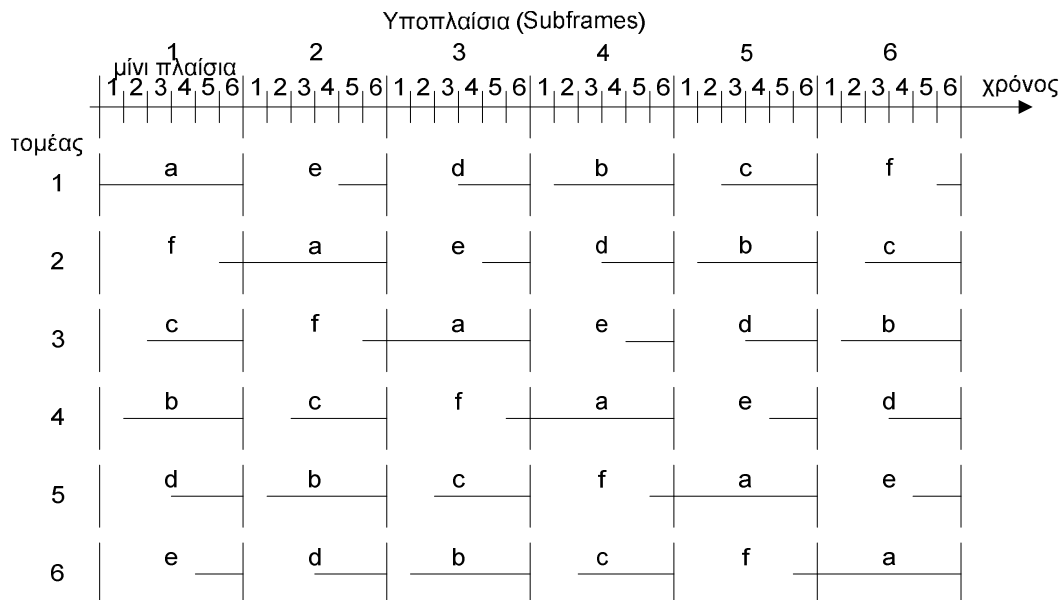 Υποπλαίσια (Subframes)
1 2 3 4 5 6
μίνι πλαίσια
1 2 3 4 5 6 1 2 3 4 5 6 1 2 3 4 5 6 1 2 3 4 5 6 1 2 3 4 5 6 1 2 3 4 5 6 χρόνος
τομέας
1 a e d b c f
2 f a e d b c
3 c f a e d b
4 b c f a e d
5 d b c f a e
6 e d b c f a